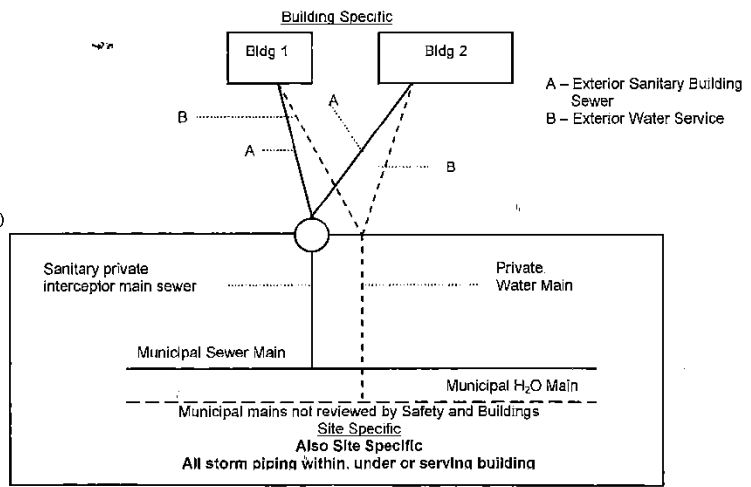 Building Specific
Bldg 1
Bldg 2
A – Exterior Sanitary Building
Sewer
B – Exterior Water Service
A
B
A
B
)
Sanitary private
interceptor main sewer
Private.
Water Main
Municipal Sewer Main
Municipal H₂O Main
Municipal mains not reviewed by Safety and Buildings
Site Specific
Also Site Specific
All storm piping within, under or serving building